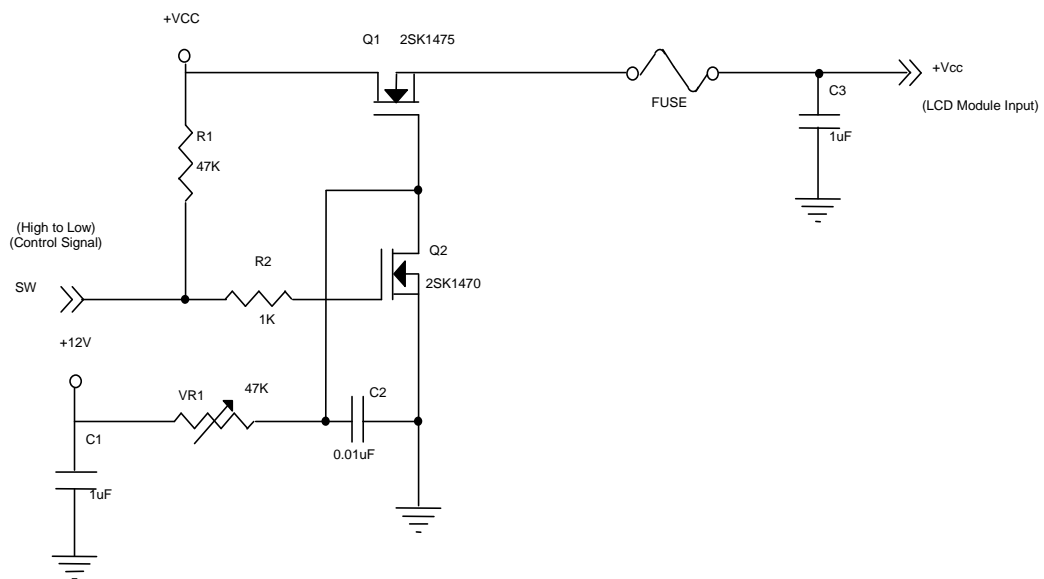 +VCC
Q1 2SK1475
+Vcc
FUSE
C3
(LCD Module Input)
R1
1uF
47K
(High to Low)
(Control Signal)
Q2
R2
SW
2SK1470
1K
+12V
VR1
47K
C2
C1
0.01uF
1uF